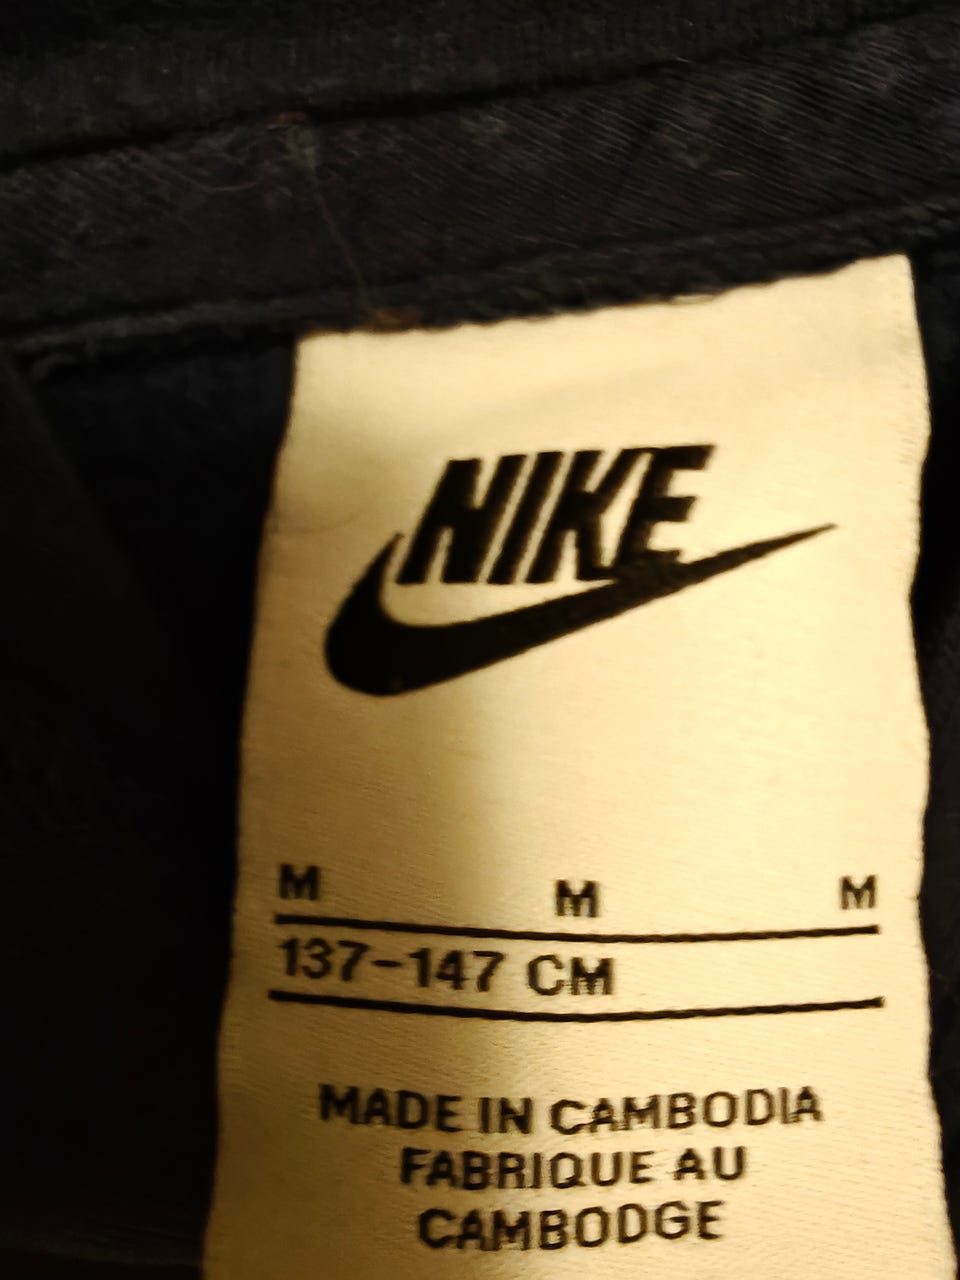 NIKE
M M M
137-147 CM
MADE IN CAMBODIA
FABRIQUE AU
CAMBODGE